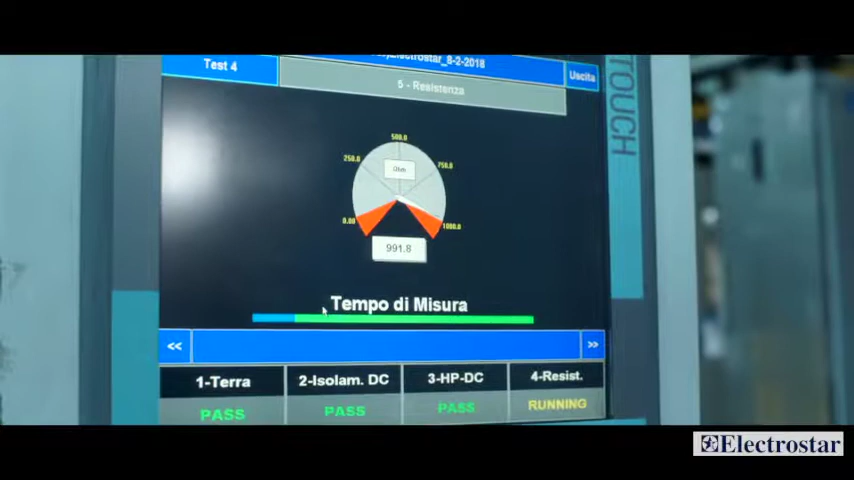 Electrostar_8-2-2018
Test 4
Uscita
5 - Resistenza
TOUCH
500.0
250.0
750.0
Ohm
0.00
1000.0
991.8
Tempo di Misura
<< >>
1-Terra 2-Isolam. DC 3-HP-DC 4-Resist.
PASS PASS PASS RUNNING
Electrostar